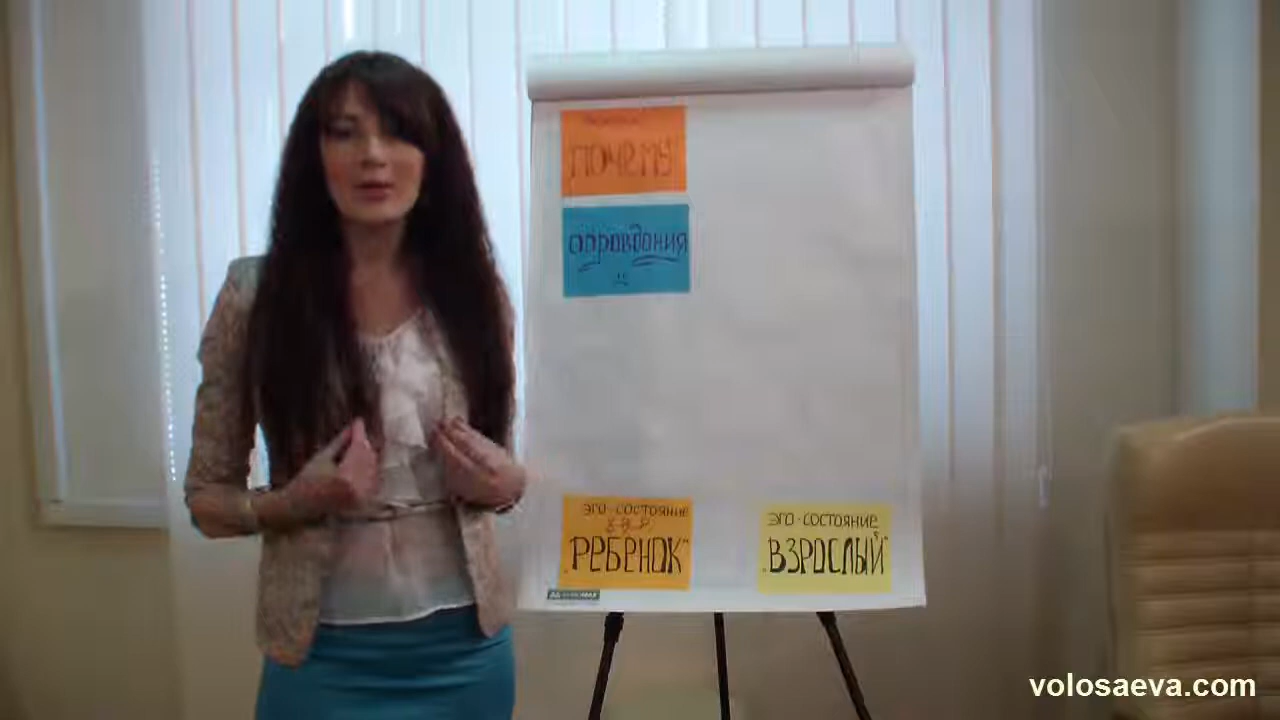 "ПОЧЕМУ"
оправдания
эго-состояние
"РЕБЕНОК"
эго-состояние
"ВЗРОСЛЫЙ"
volosaeva.com